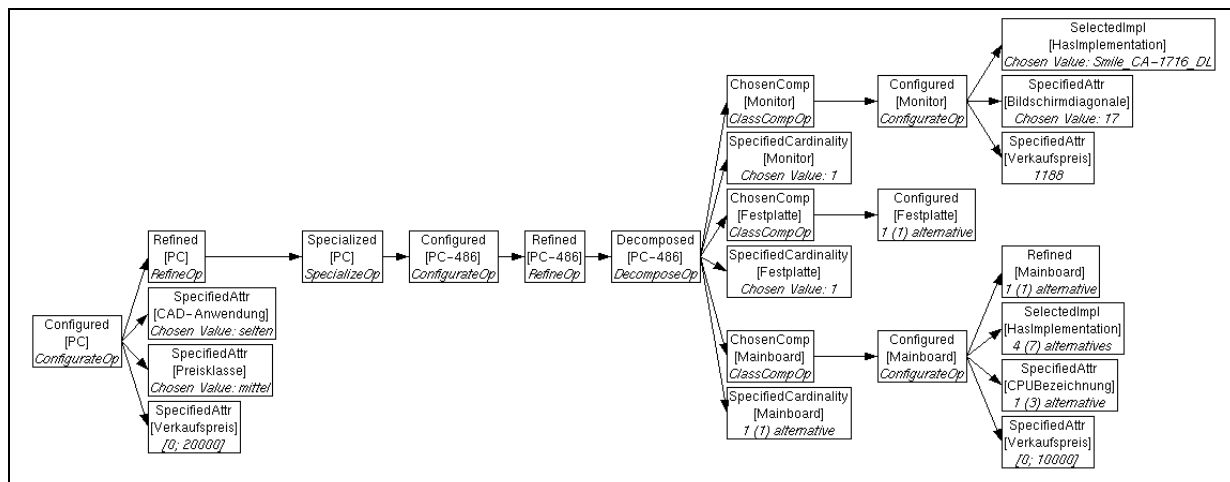 SelectedImpl
[HasImplementation]
Chosen Value: Smile_CA-1716_DL
ChosenComp
[Monitor]
ClassCompOp
Configured
[Monitor]
ConfigurateOp
SpecifiedAttr
[Bildschirmdiagonale]
Chosen Value: 17
SpecifiedCardinality
[Monitor]
Chosen Value: 1
SpecifiedAttr
[Verkaufspreis]
1188
ChosenComp
[Festplatte]
ClassCompOp
Configured
[Festplatte]
1 (1) alternative
Refined
[PC]
RefineOp
Specialized
[PC]
SpecializeOp
Configured
[PC-486]
ConfigurateOp
Refined
[PC-486]
RefineOp
Decomposed
[PC-486]
DecomposeOp
SpecifiedCardinality
[Festplatte]
Chosen Value: 1
Refined
[Mainboard]
1 (1) alternative
SpecifiedAttr
[CAD-Anwendung]
Chosen Value: selten
Configured
[PC]
ConfigurateOp
SpecifiedAttr
[Preisklasse]
Chosen Value: mittel
SelectedImpl
[HasImplementation]
4 (7) alternatives
ChosenComp
[Mainboard]
ClassCompOp
Configured
[Mainboard]
ConfigurateOp
SpecifiedAttr
[CPUBezeichnung]
1 (3) alternative
SpecifiedAttr
[Verkaufspreis]
[0; 20000]
SpecifiedCardinality
[Mainboard]
1 (1) alternative
SpecifiedAttr
[Verkaufspreis]
[0; 10000]